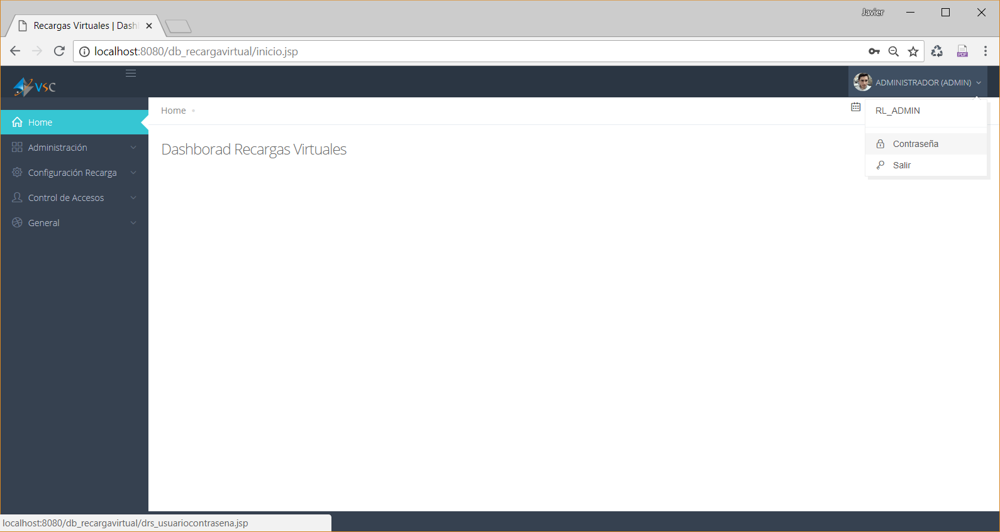 Javier
Recargas Virtuales | Dash
localhost:8080/db_recargavirtual/inicio.jsp
PDF
VSC
ADMINISTRADOR (ADMIN)
Home
RL_ADMIN
Home
Dashborad Recargas Virtuales
Contraseña
Administración
Salir
Configuración Recarga
Control de Accesos
General
localhost:8080/db_recargavirtual/drs_usuariocontrasena.jsp